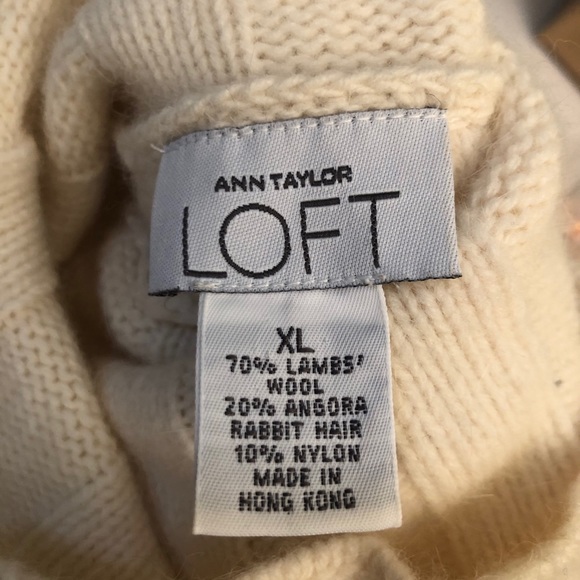 ANN TAYLOR
LOFT
XL
70% LAMBS'
WOOL
20% ANGORA
RABBIT HAIR
10% NYLON
MADE IN
HONG KONG